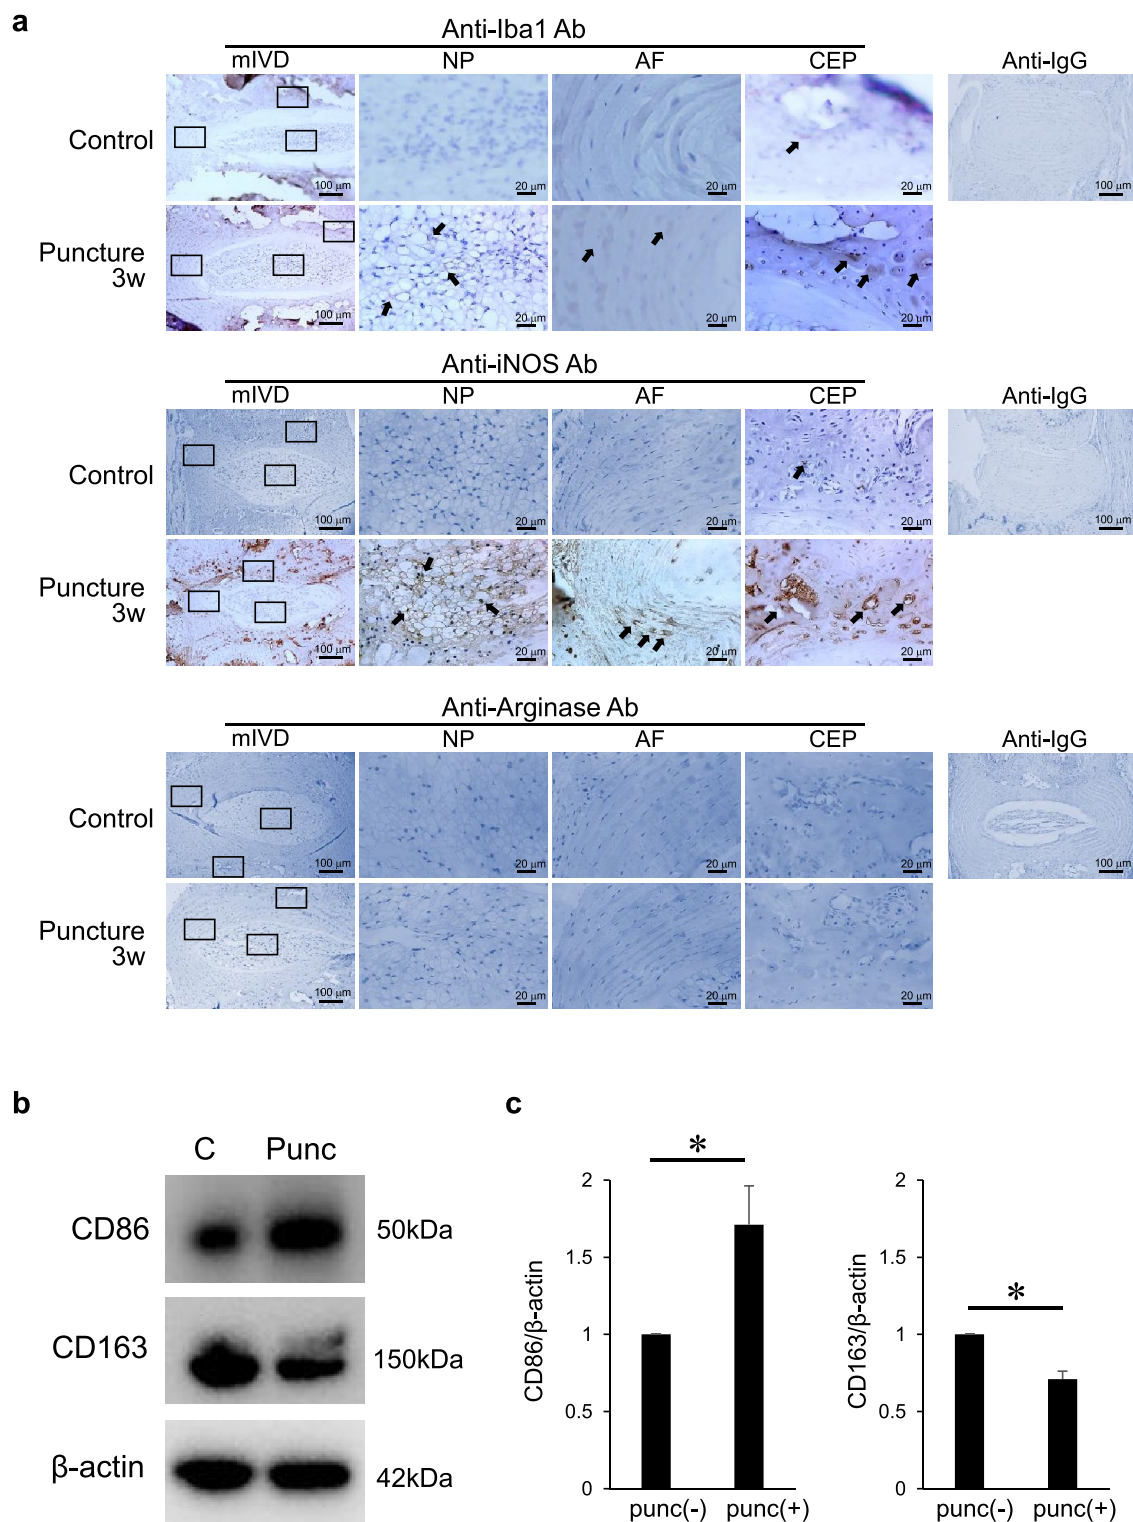 a
Anti-Iba1 Ab
mIVD NP AF CEP Anti-IgG
Control
100 μm 20 μm 20 μm 20 μm 100 μm
Puncture
3w
100 μm 20 μm 20 μm 20 μm
Anti-iNOS Ab
mIVD NP AF CEP Anti-IgG
Control
100 μm 20 μm 20 μm 20 μm 100 μm
Puncture
3w
100 μm 20 μm 20 μm 20 μm
Anti-Arginase Ab
mIVD NP AF CEP Anti-IgG
Control
100 μm 20 μm 20 μm 20 μm 100 μm
Puncture
3w
100 μm 20 μm 20 μm 20 μm
b
C Punc
CD86 50kDa
CD163 150kDa
β-actin 42kDa
c
*
CD86/β-actin
2
1.5
1
0.5
0
punc(-) punc(+)
*
CD163/β-actin
2
1.5
1
0.5
0
punc(-) punc(+)